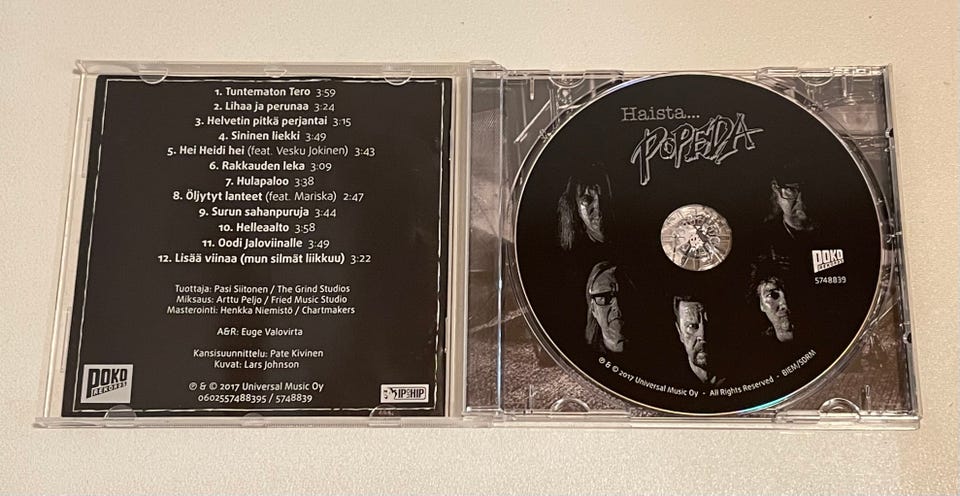 1. Tuntematon Tero 3:59
2. Lihaa ja perunaa 3:24
3. Helvetin pitkä perjantai 3:15
4. Sininen liekki 3:49
5. Hei Heidi hei (feat. Vesku Jokinen) 3:43
6. Rakkauden leka 3:09
7. Hulapaloo 3:38
8. Öljytyt lanteet (feat. Mariska) 2:47
9. Surun sahanpuruja 3:44
10. Helleaalto 3:58
11. Oodi Jaloviinalle 3:49
12. Lisää viinaa (mun silmät liikkuu) 3:22
Tuottaja: Pasi Siitonen / The Grind Studios
Miksaus: Arttu Peljo / Fried Music Studio
Masterointi: Henkka Niemistö / Chartmakers
A&R: Euge Valovirta
Kansisuunnittelu: Pate Kivinen
Kuvat: Lars Johnson
POKO
REKORDS
℗ & © 2017 Universal Music Oy
0602557488395 / 5748839
Haista...
POPEDA
POKO
REKORDS
5748839
℗ & © 2017 Universal Music Oy - All Rights Reserved - BIEM/SDRM